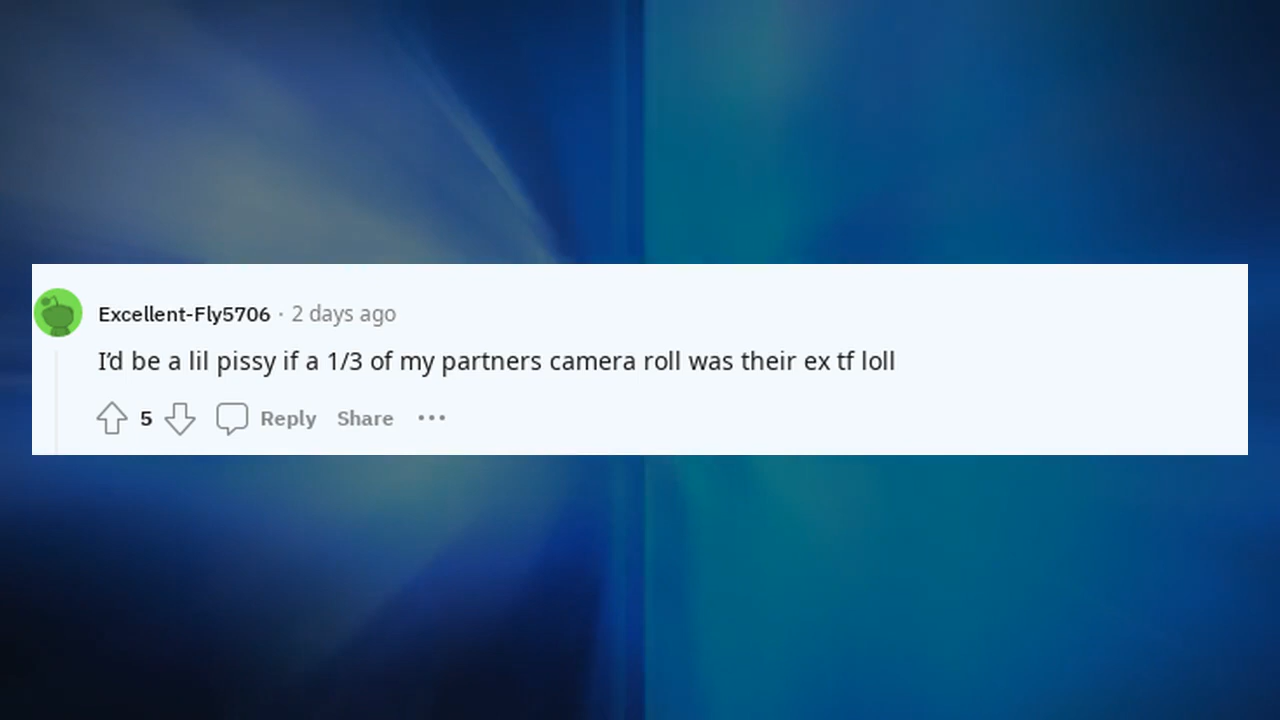 Excellent-Fly5706 · 2 days ago
I'd be a lil pissy if a 1/3 of my partners camera roll was their ex tf loll
5 Reply Share ···